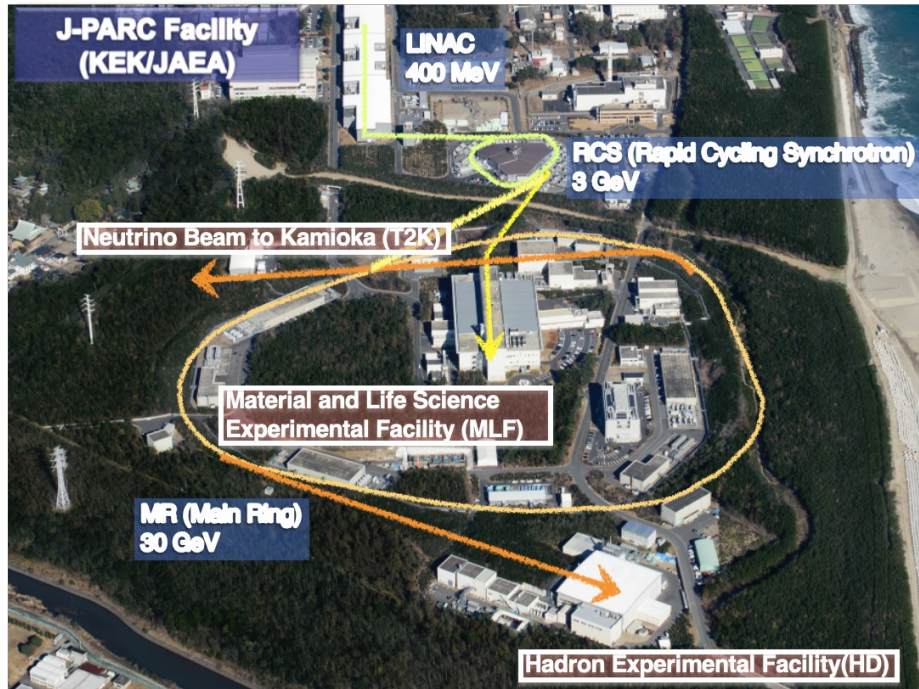 J-PARC Facility
(KEK/JAEA)
LINAC
400 MeV
RCS (Rapid Cycling Synchrotron)
3 GeV
Neutrino Beam to Kamioka (T2K)
Material and Life Science
Experimental Facility (MLF)
MR (Main Ring)
30 GeV
Hadron Experimental Facility(HD)